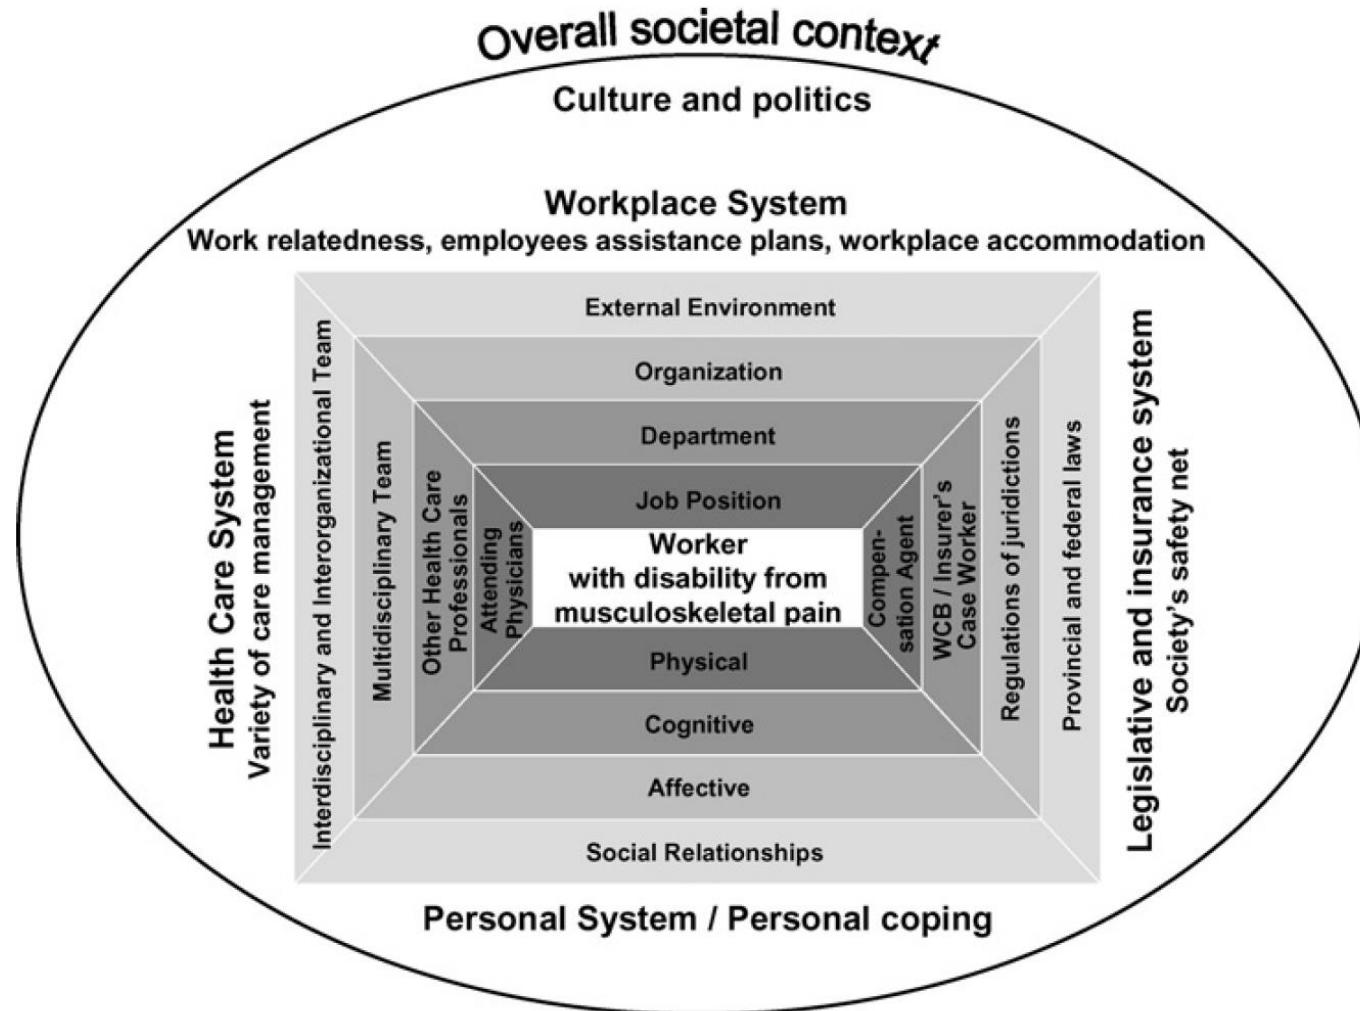 Overall societal context
Culture and politics
Workplace System
Work relatedness, employees assistance plans, workplace accommodation
External Environment
Organization
Department
Job Position
Health Care System
Variety of care management
Interdisciplinary and Interorganizational Team
Multidisciplinary Team
Other Health Care
Professionals
Attending
Physicians
Worker
with disability from
musculoskeletal pain
Compen-
sation Agent
WCB / Insurer's
Case Worker
Regulations of juridictions
Provincial and federal laws
Legislative and insurance system
Society's safety net
Physical
Cognitive
Affective
Social Relationships
Personal System / Personal coping